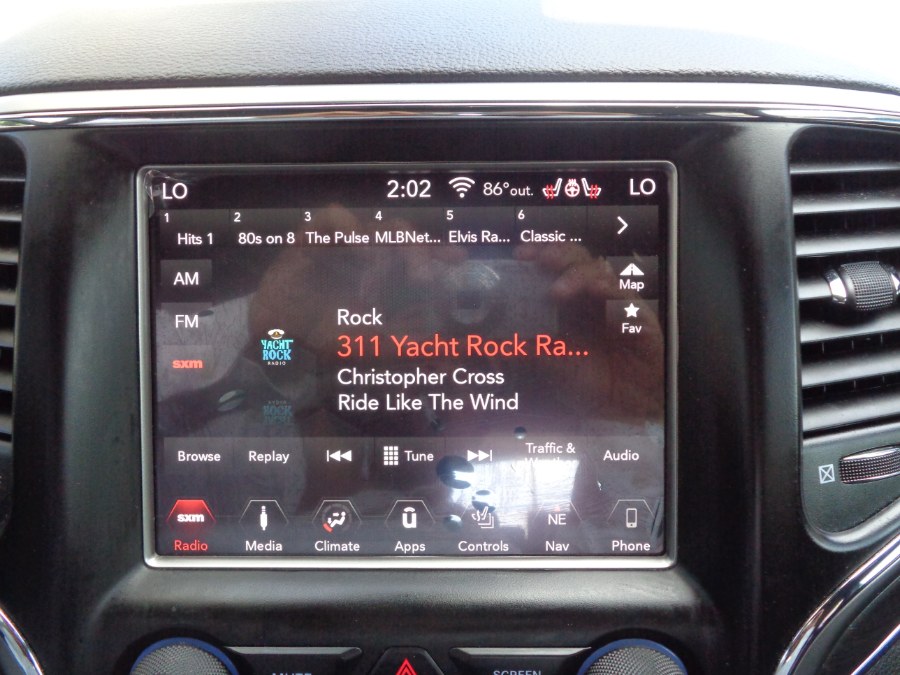 LO 2:02 86°out. LO
1 2 3 4 5 6
Hits 1 80s on 8 The Pulse MLBNet... Elvis Ra... Classic ...
AM
Map
FM
Fav
sxm
YACHT
ROCK
RADIO
Rock
311 Yacht Rock Ra...
Christopher Cross
Ride Like The Wind
Browse Replay Tune Traffic & Audio
sxm NE
Radio Media Climate Apps Controls Nav Phone
MUTE SCREEN